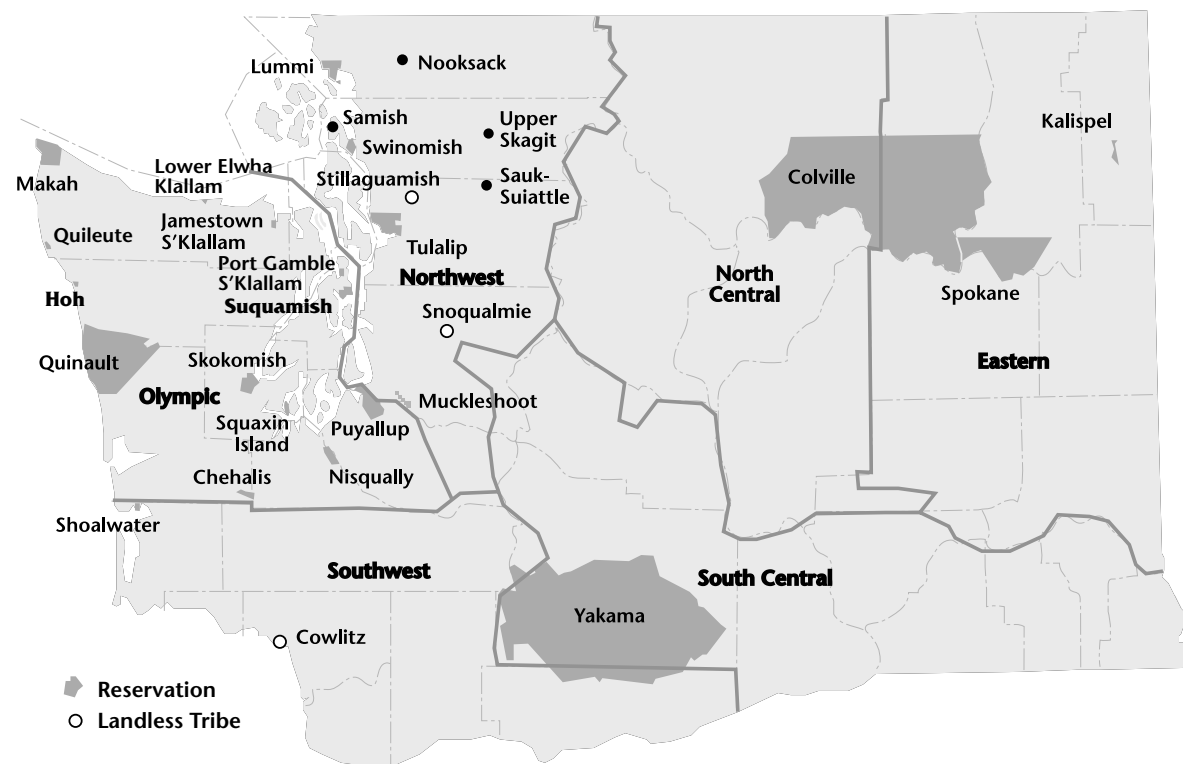 Lummi
Nooksack
Samish
Upper
Skagit
Kalispel
Swinomish
Lower Elwha
Klallam
Stillaguamish
Sauk-
Suiattle
Makah
Colville
Quileute
Jamestown
S'Klallam
Tulalip
Port Gamble
S'Klallam
Northwest
North
Central
Hoh
Suquamish
Spokane
Snoqualmie
Quinault
Skokomish
Eastern
Olympic
Muckleshoot
Squaxin
Island
Puyallup
Chehalis
Nisqually
Shoalwater
Southwest
South Central
Yakama
Cowlitz
Reservation
Landless Tribe